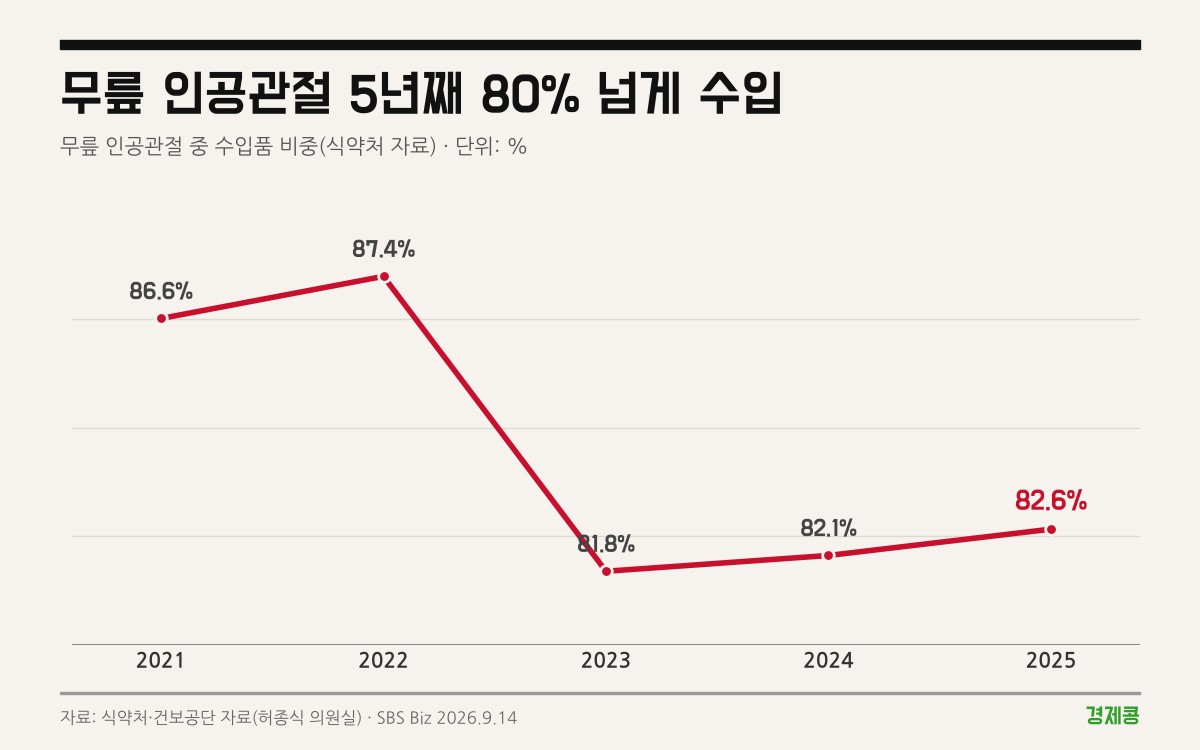 무릎 인공관절 5년째 80% 넘게 수입
무릎 인공관절 중 수입품 비중(식약처 자료) · 단위: %
86.6%
87.4%
81.8%
82.1%
82.6%
2021
2022
2023
2024
2025
자료: 식약처·건보공단 자료(허종식 의원실) · SBS Biz 2026.9.14
경제콩